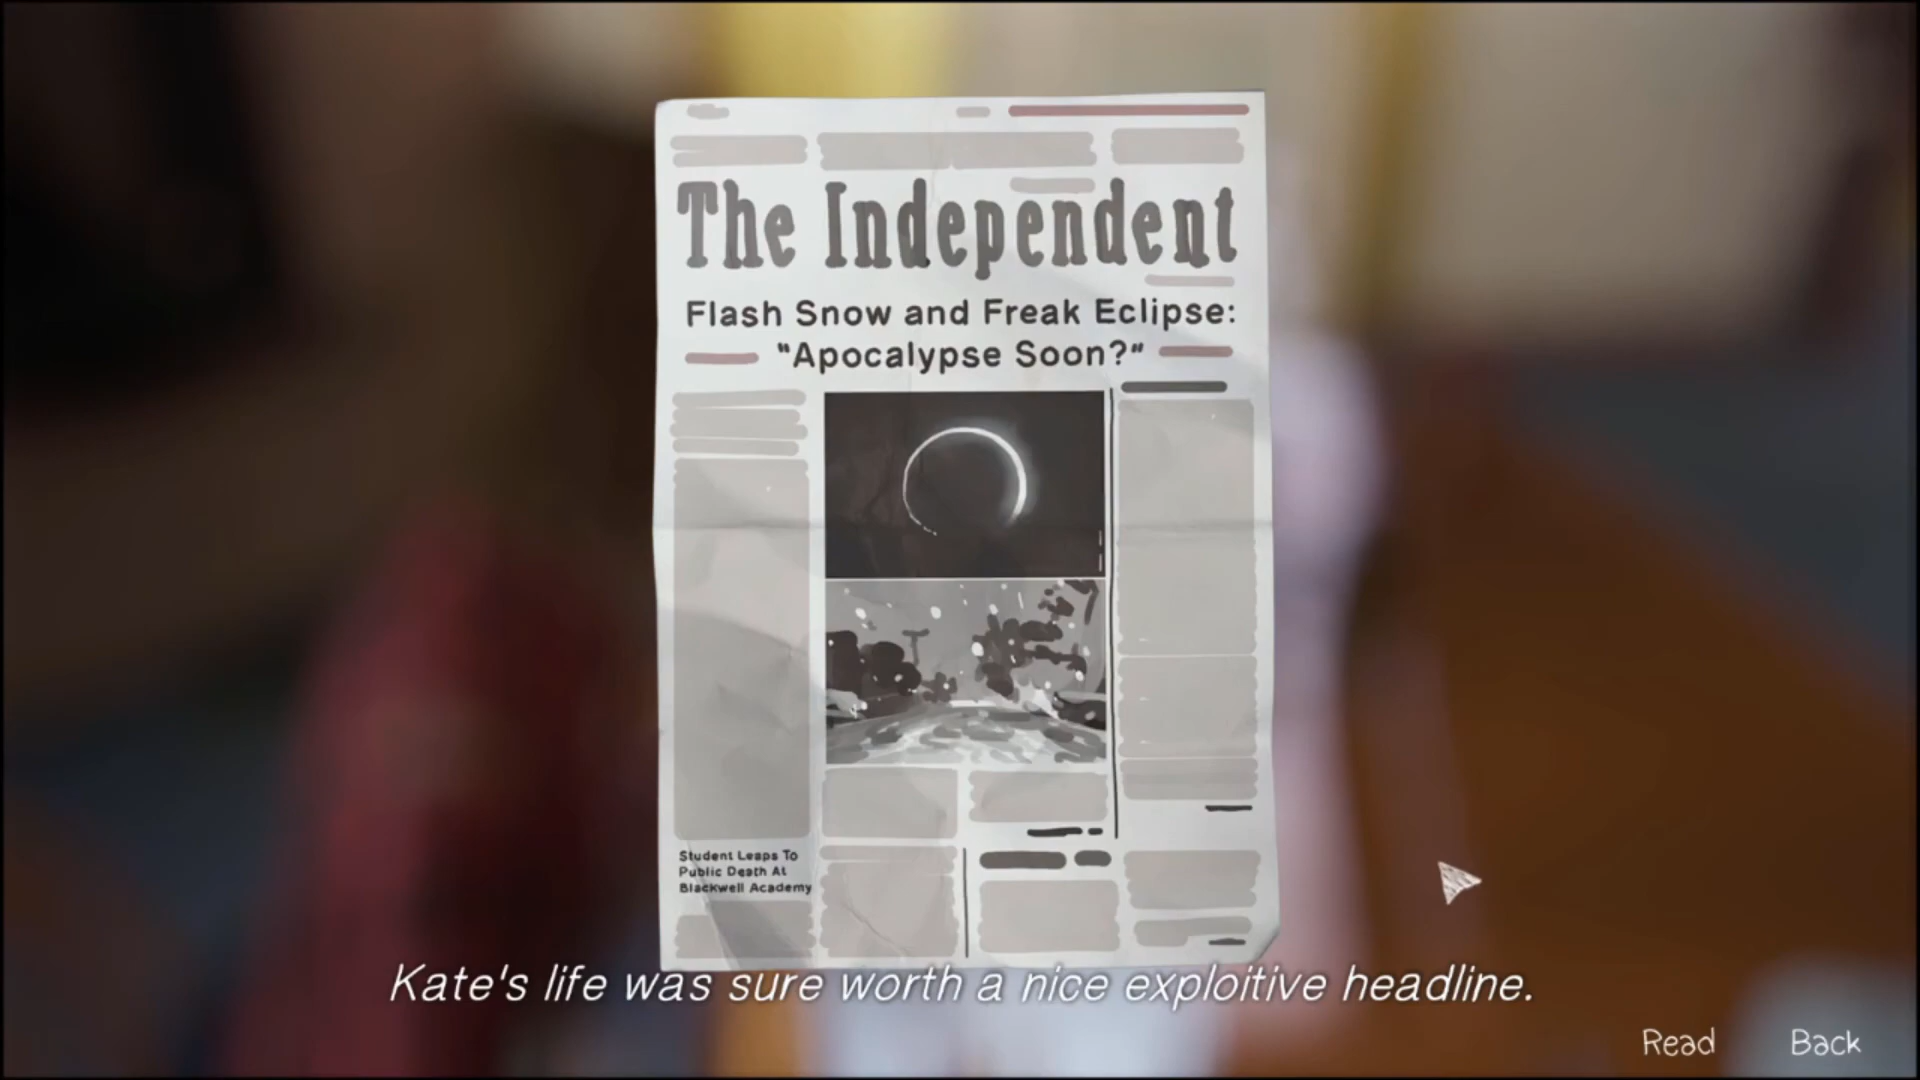 The Independent
Flash Snow and Freak Eclipse:
"Apocalypse Soon?"
Student Leaps To
Public Death At
Blackwell Academy
Kate's life was sure worth a nice exploitive headline.
Read Back